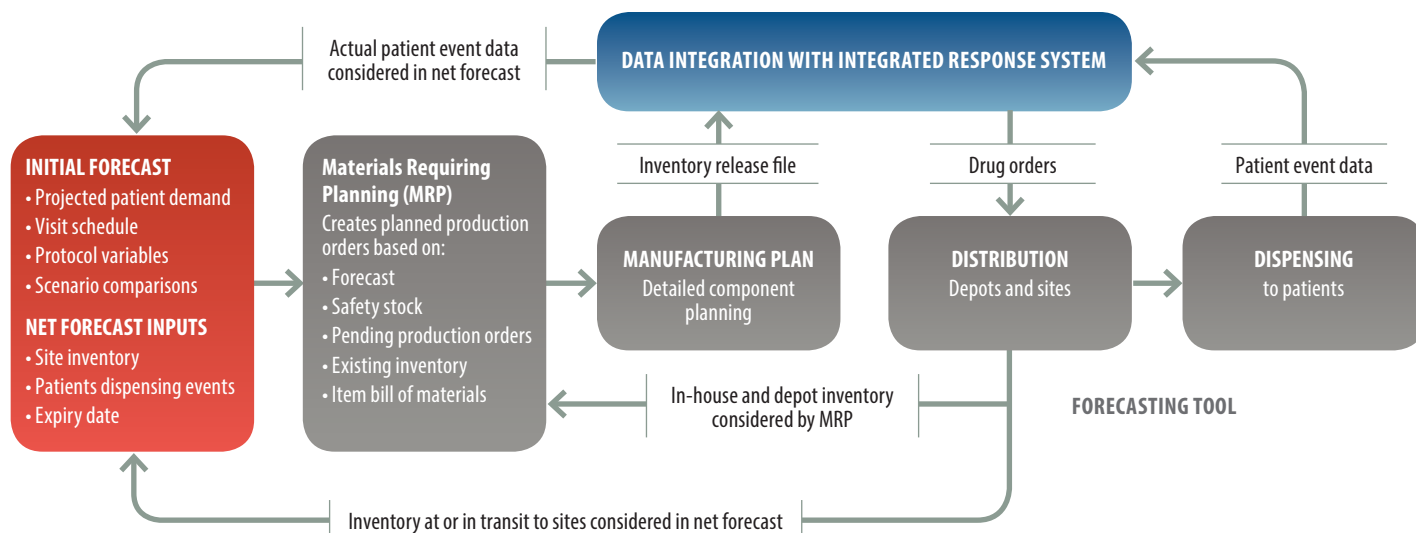 Actual patient event data
considered in net forecast
DATA INTEGRATION WITH INTEGRATED RESPONSE SYSTEM
Inventory release file
Drug orders
Patient event data
INITIAL FORECAST
• Projected patient demand
• Visit schedule
• Protocol variables
• Scenario comparisons
NET FORECAST INPUTS
• Site inventory
• Patients dispensing events
• Expiry date
Materials Requiring
Planning (MRP)
Creates planned production
orders based on:
• Forecast
• Safety stock
• Pending production orders
• Existing inventory
• Item bill of materials
MANUFACTURING PLAN
Detailed component
planning
DISTRIBUTION
Depots and sites
DISPENSING
to patients
In-house and depot inventory
considered by MRP
FORECASTING TOOL
Inventory at or in transit to sites considered in net forecast